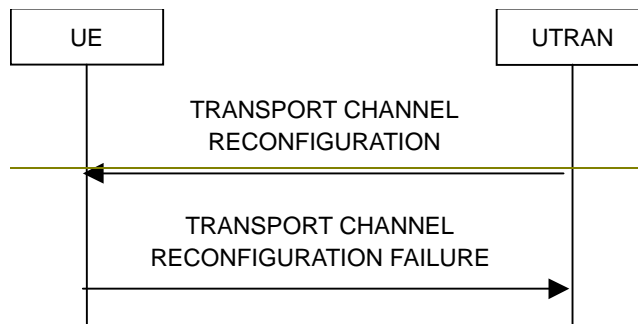 UE
UTRAN
TRANSPORT CHANNEL
RECONFIGURATION
TRANSPORT CHANNEL
RECONFIGURATION FAILURE